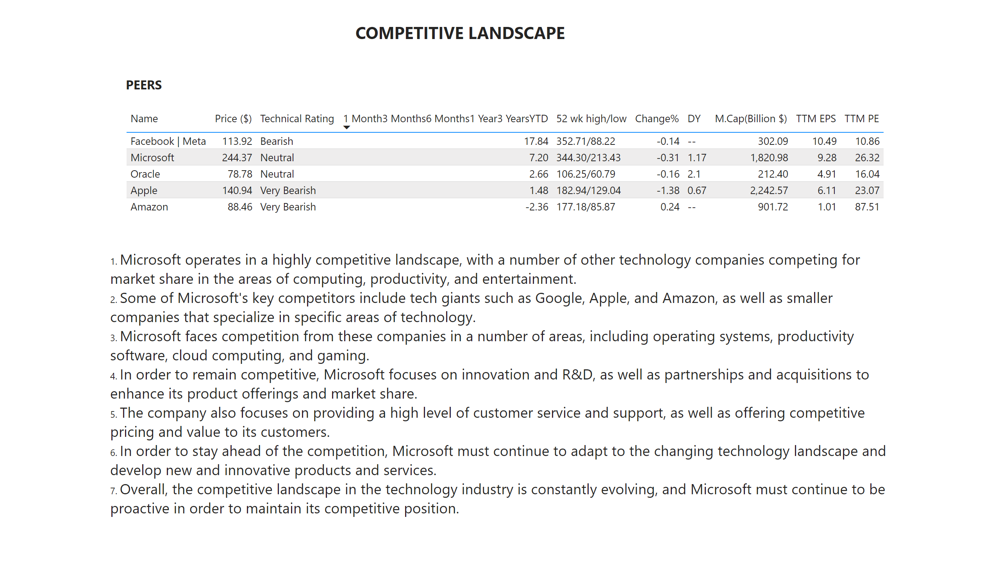 COMPETITIVE LANDSCAPE
PEERS
Name Price ($) Technical Rating 1 Month3 Months6 Months1 Year3 YearsYTD 52 wk high/low Change% DY M.Cap(Billion $) TTM EPS TTM PE
Facebook | Meta 113.92 Bearish 17.84 352.71/88.22 -0.14 -- 302.09 10.49 10.86
Microsoft 244.37 Neutral 7.20 344.30/213.43 -0.31 1.17 1,820.98 9.28 26.32
Oracle 78.78 Neutral 2.66 106.25/60.79 -0.16 2.1 212.40 4.91 16.04
Apple 140.94 Very Bearish 1.48 182.94/129.04 -1.38 0.67 2,242.57 6.11 23.07
Amazon 88.46 Very Bearish -2.36 177.18/85.87 0.24 -- 901.72 1.01 87.51
1. Microsoft operates in a highly competitive landscape, with a number of other technology companies competing for
market share in the areas of computing, productivity, and entertainment.
2. Some of Microsoft's key competitors include tech giants such as Google, Apple, and Amazon, as well as smaller
companies that specialize in specific areas of technology.
3. Microsoft faces competition from these companies in a number of areas, including operating systems, productivity
software, cloud computing, and gaming.
4. In order to remain competitive, Microsoft focuses on innovation and R&D, as well as partnerships and acquisitions to
enhance its product offerings and market share.
5. The company also focuses on providing a high level of customer service and support, as well as offering competitive
pricing and value to its customers.
6. In order to stay ahead of the competition, Microsoft must continue to adapt to the changing technology landscape and
develop new and innovative products and services.
7. Overall, the competitive landscape in the technology industry is constantly evolving, and Microsoft must continue to be
proactive in order to maintain its competitive position.